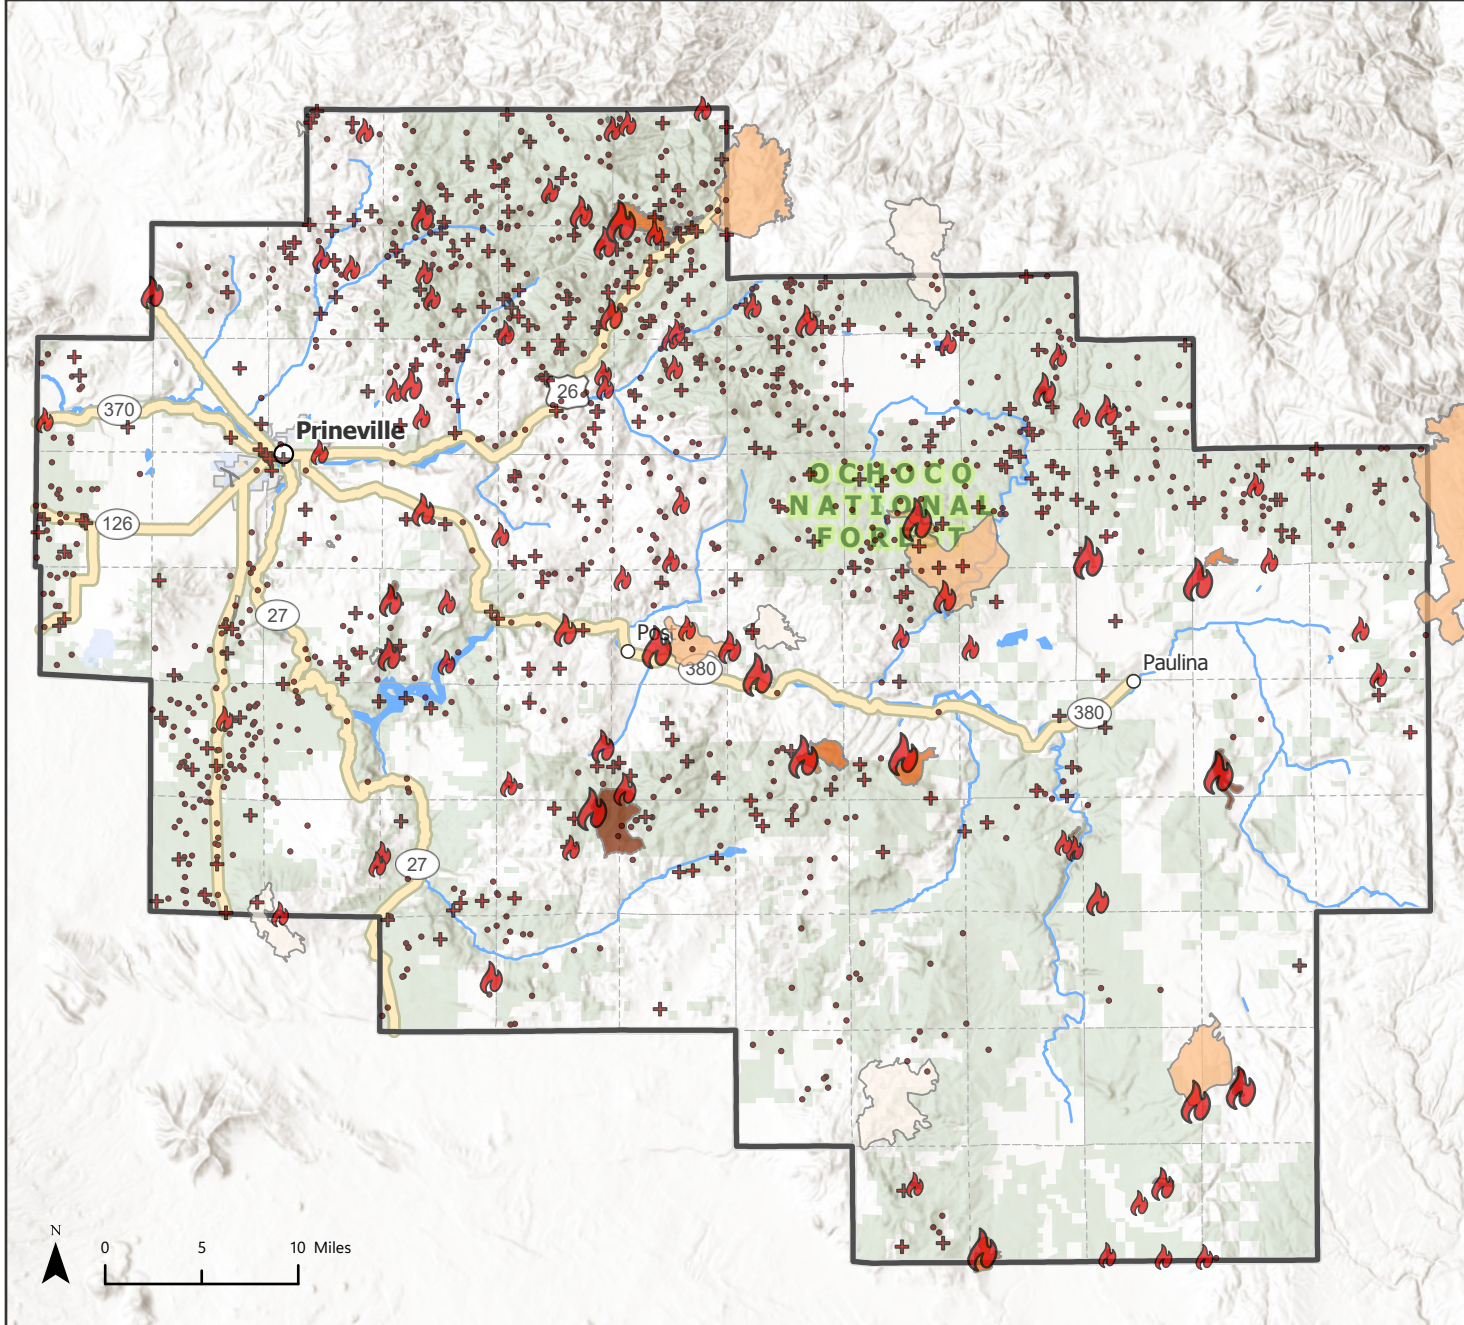 26
370
Prineville
OCHOCO
NATIONAL
FOREST
126
27
Post
380
Paulina
380
27
N
0 5 10 Miles